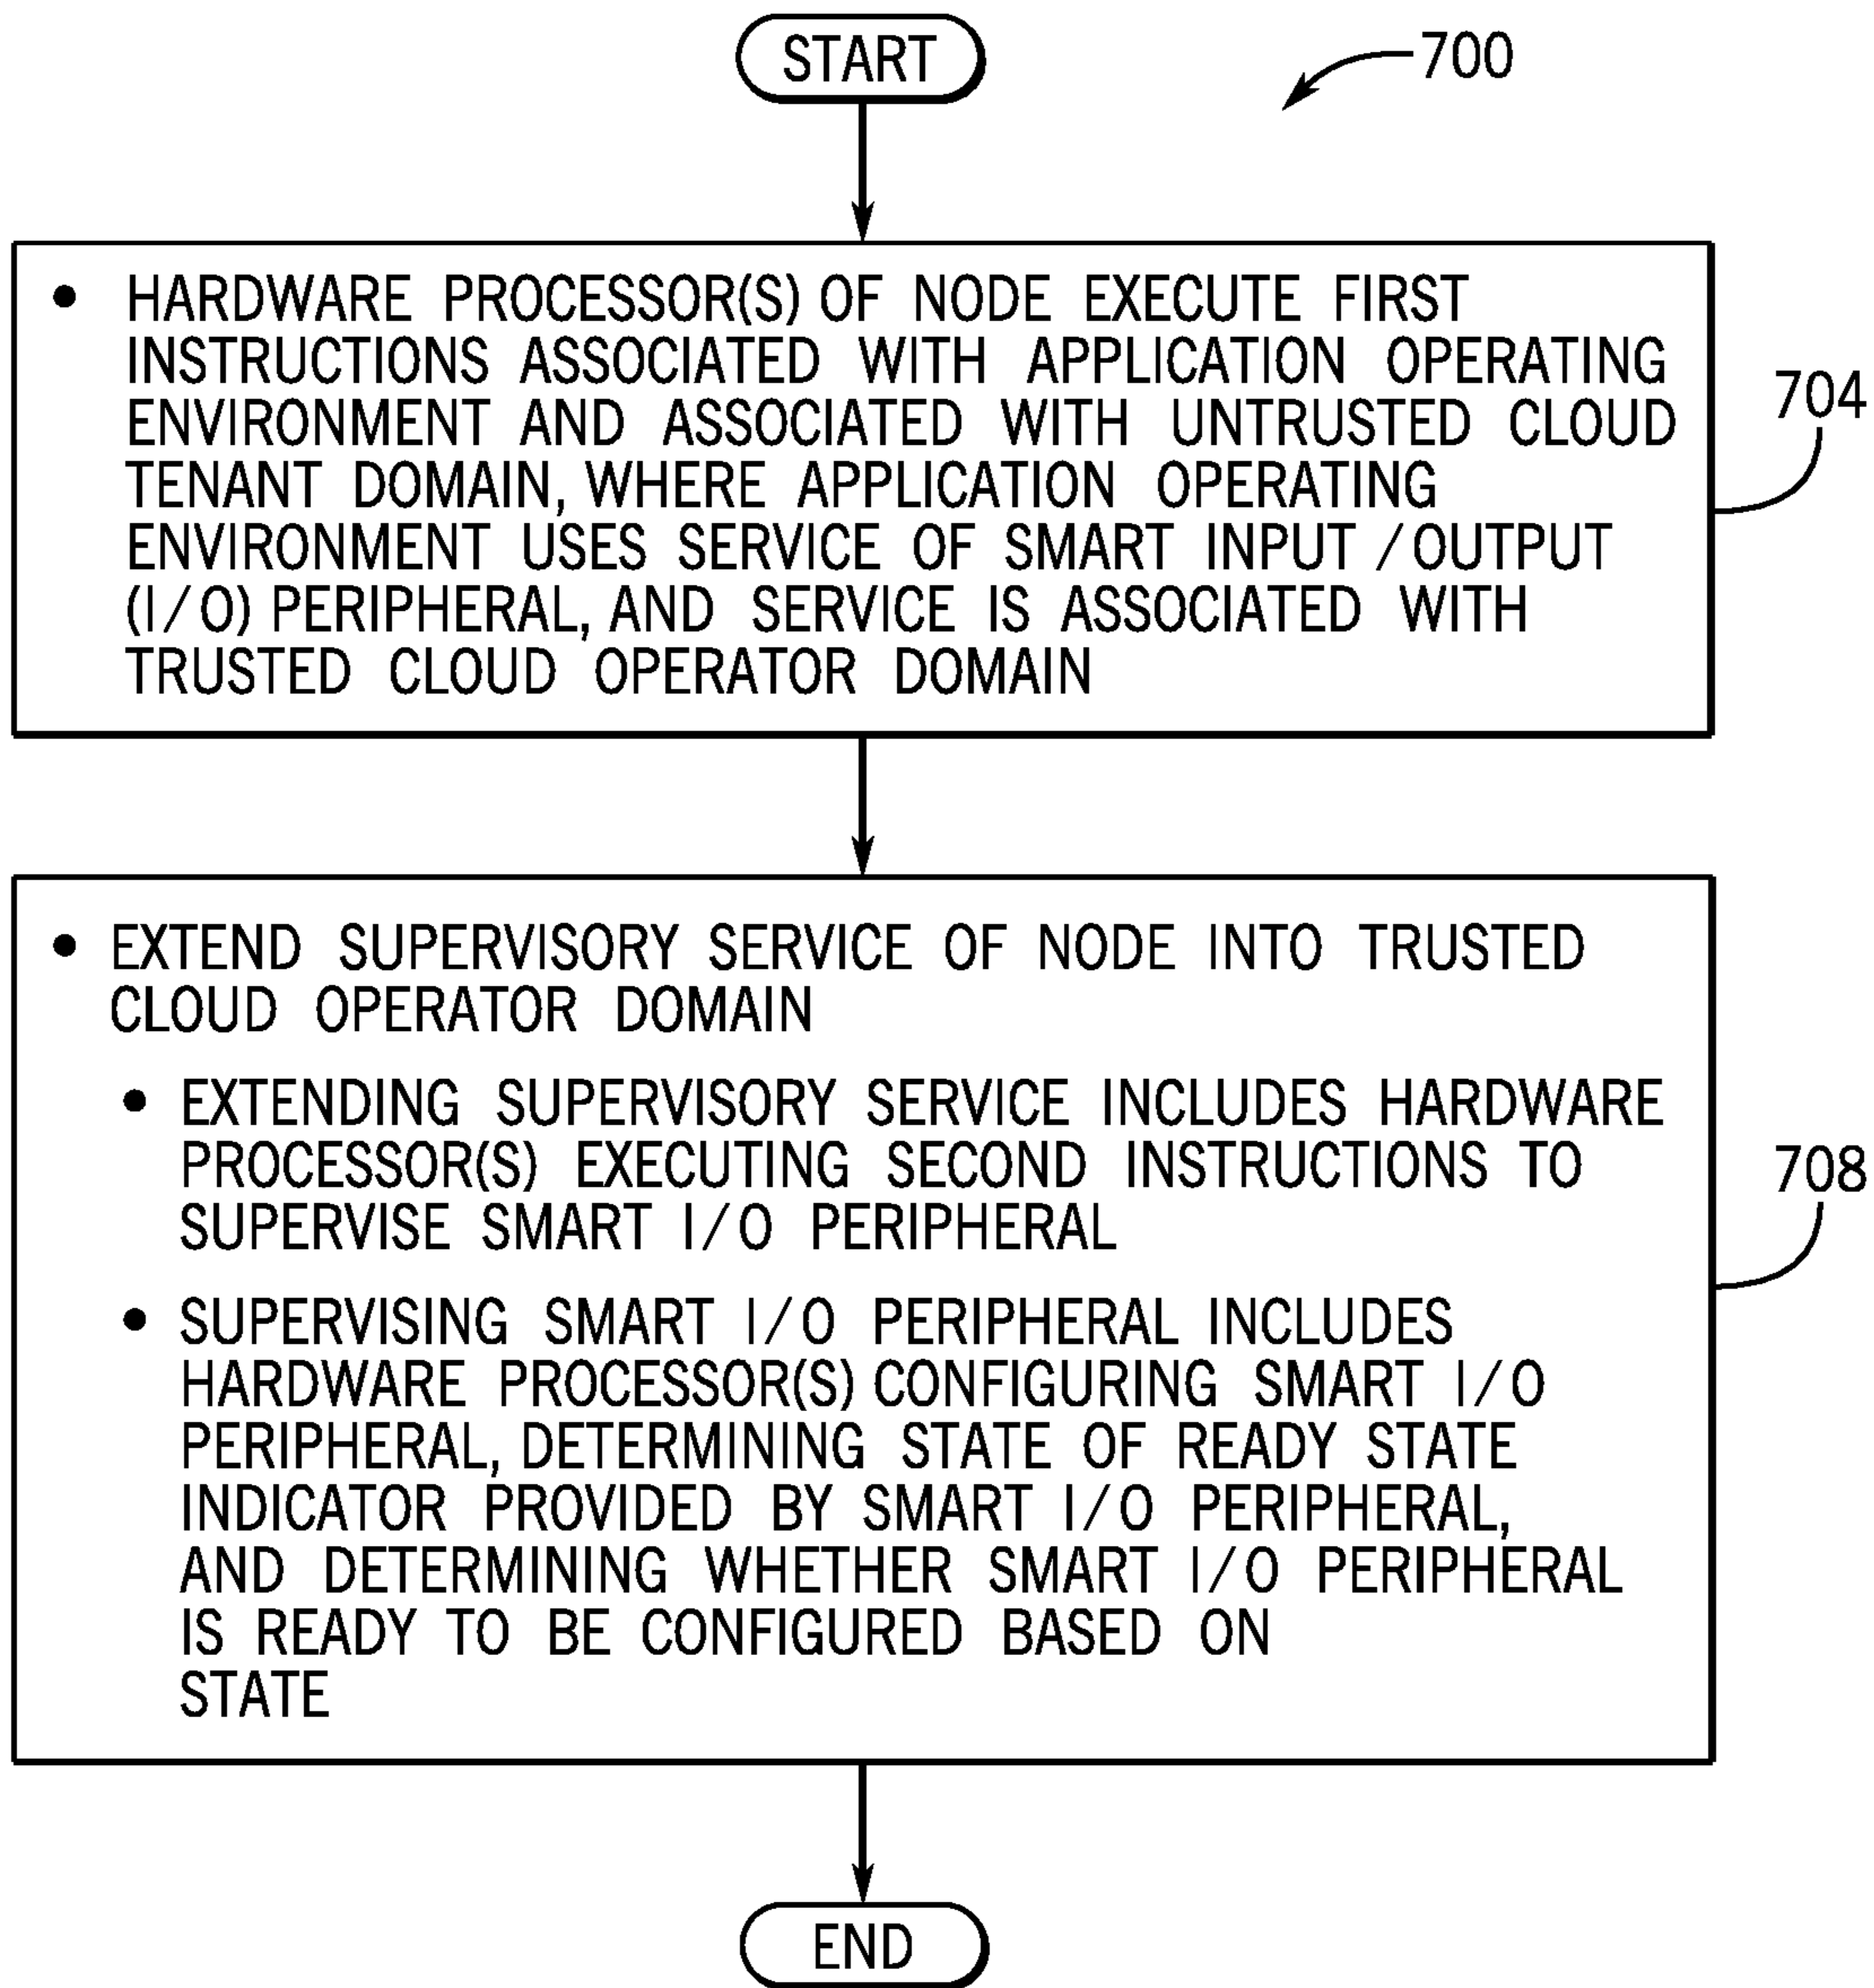 START
700
• HARDWARE PROCESSOR(S) OF NODE EXECUTE FIRST
INSTRUCTIONS ASSOCIATED WITH APPLICATION OPERATING
ENVIRONMENT AND ASSOCIATED WITH UNTRUSTED CLOUD
TENANT DOMAIN, WHERE APPLICATION OPERATING
ENVIRONMENT USES SERVICE OF SMART INPUT/OUTPUT
(I/O) PERIPHERAL, AND SERVICE IS ASSOCIATED WITH
TRUSTED CLOUD OPERATOR DOMAIN
704
• EXTEND SUPERVISORY SERVICE OF NODE INTO TRUSTED
CLOUD OPERATOR DOMAIN
• EXTENDING SUPERVISORY SERVICE INCLUDES HARDWARE
PROCESSOR(S) EXECUTING SECOND INSTRUCTIONS TO
SUPERVISE SMART I/O PERIPHERAL
• SUPERVISING SMART I/O PERIPHERAL INCLUDES
HARDWARE PROCESSOR(S) CONFIGURING SMART I/O
PERIPHERAL, DETERMINING STATE OF READY STATE
INDICATOR PROVIDED BY SMART I/O PERIPHERAL,
AND DETERMINING WHETHER SMART I/O PERIPHERAL
IS READY TO BE CONFIGURED BASED ON
STATE
708
END